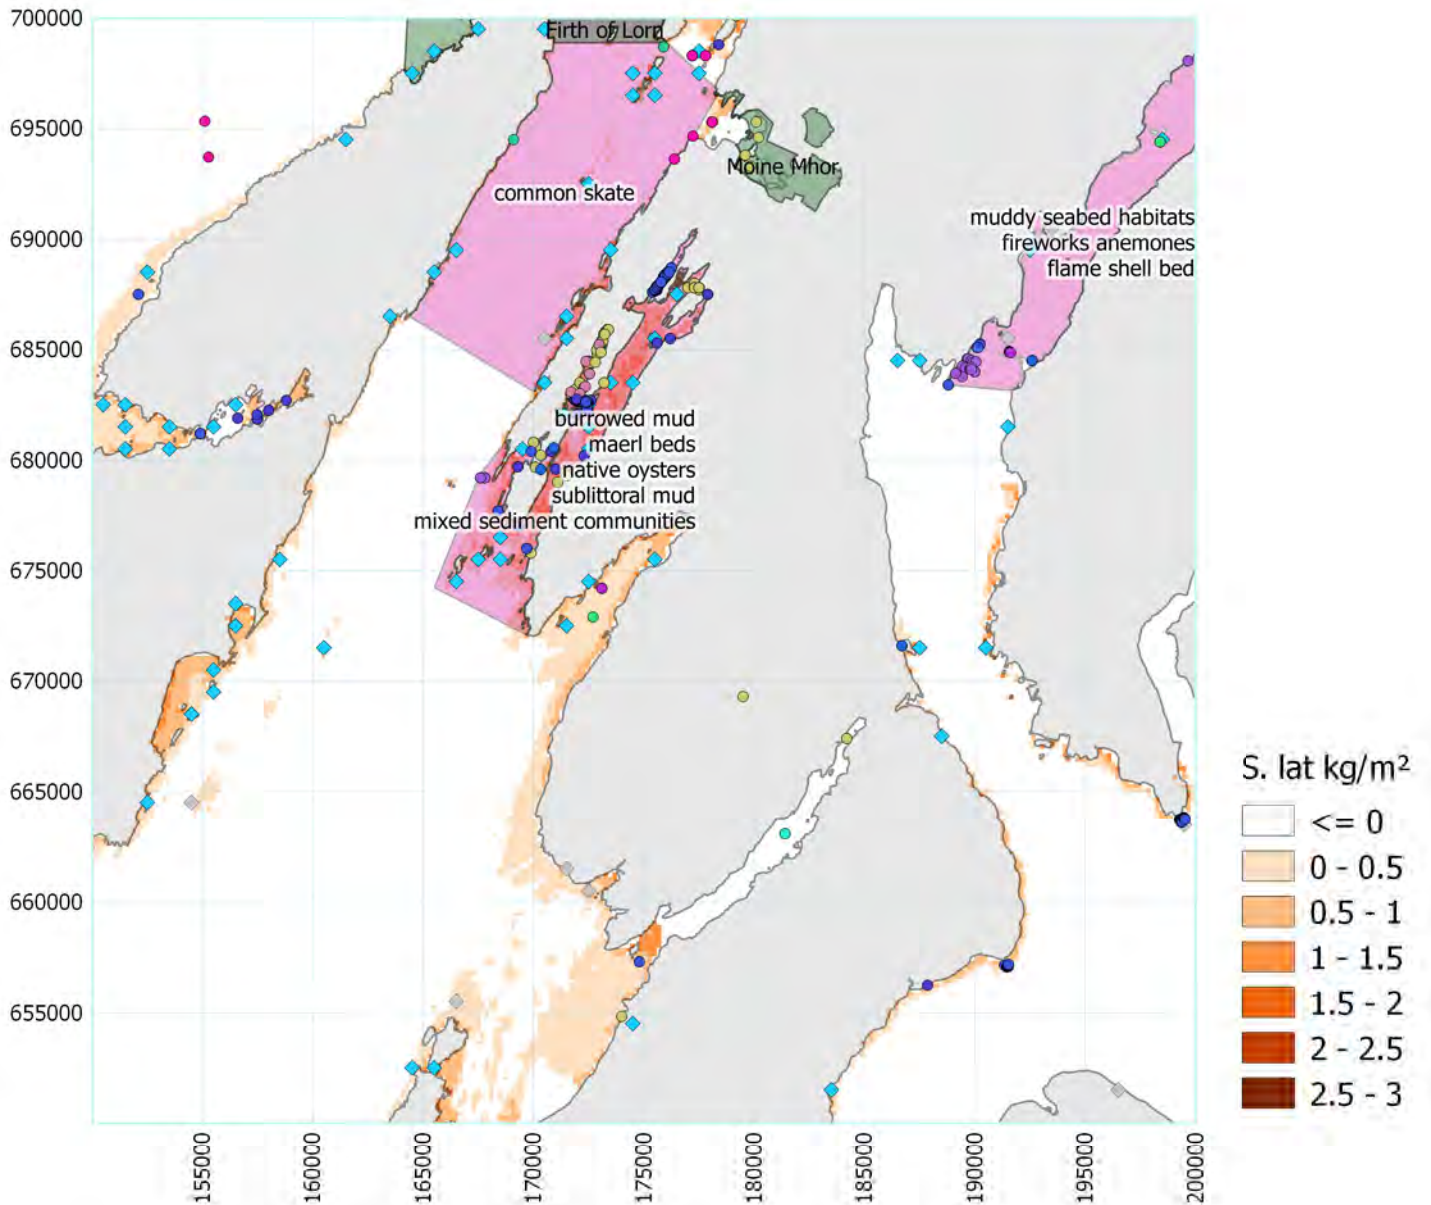 700000
Firth of Lorn
695000
Moine Mhor
common skate
690000
muddy seabed habitats
fireworks anemones
flame shell bed
685000
burrowed mud
maerl beds
680000
native oysters
sublittoral mud
mixed sediment communities
675000
670000
665000
660000
655000
S. lat kg/m²
<= 0
0 - 0.5
0.5 - 1
1 - 1.5
1.5 - 2
2 - 2.5
2.5 - 3
155000
160000
165000
170000
175000
180000
185000
190000
195000
200000